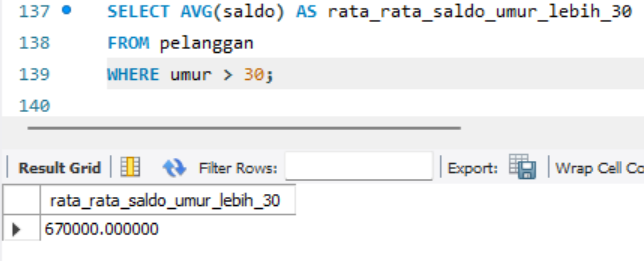 137 SELECT AVG(saldo) AS rata_rata_saldo_umur_lebih_30
138 FROM pelanggan
139 WHERE umur > 30;
140
Result Grid Filter Rows: Export: Wrap Cell Co
rata_rata_saldo_umur_lebih_30
670000.000000